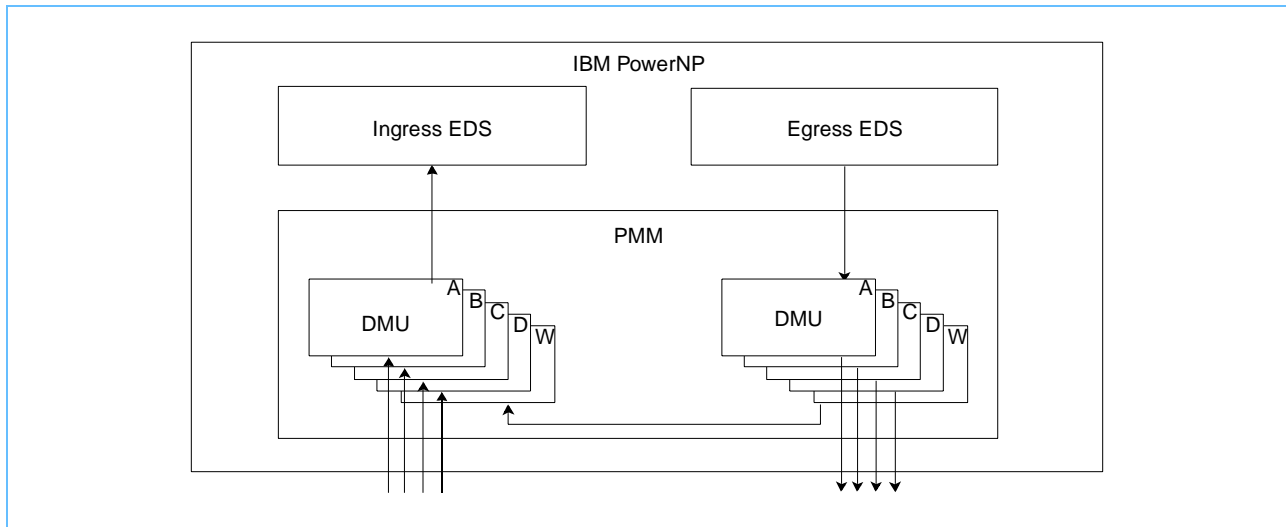 IBM PowerNP
Ingress EDS
Egress EDS
PMM
A
B
C
D
W
DMU
A
B
C
D
W
DMU